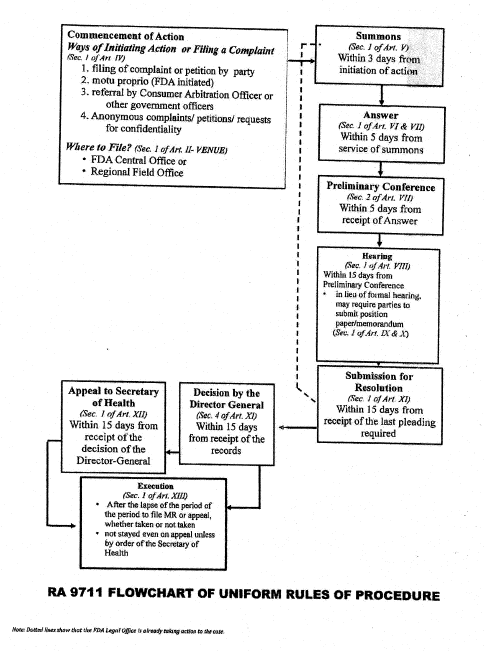 Commencement of Action
Ways of Initiating Action or Filing a Complaint
(Sec. 1 of Art. IV)
1. filing of complaint or petition by party
2. motu proprio (FDA initiated)
3. referral by Consumer Arbitration Officer or
other government officers
4. Anonymous complaints/ petitions/ requests
for confidentiality
Where to File? (Sec. 1 of Art. II- VENUE)
• FDA Central Office or
• Regional Field Office
Summons
(Sec. 1 of Art. V)
Within 3 days from
initiation of action
Answer
(Sec. 1 of Art. VI & VII)
Within 5 days from
service of summons
Preliminary Conference
(Sec. 2 of Art. VII)
Within 5 days from
receipt of Answer
Hearing
(Sec. 1 of Art. VIII)
Within 15 days from
Preliminary Conference
* in lieu of formal hearing,
may require parties to
submit position
paper/memorandum
(Sec. 1 of Art. IX & X)
Submission for
Resolution
(Sec. 1 of Art. XI)
Within 15 days from
receipt of the last pleading
required
Decision by the
Director General
(Sec. 4 of Art. XI)
Within 15 days
from receipt of the
records
Appeal to Secretary
of Health
(Sec. 1 of Art. XII)
Within 15 days from
receipt of the
decision of the
Director-General
Execution
(Sec. 1 of Art. XIII)
• After the lapse of the period of
the period to file MR or appeal,
whether taken or not taken
• not stayed even on appeal unless
by order of the Secretary of
Health
RA 9711 FLOWCHART OF UNIFORM RULES OF PROCEDURE
Note: Dotted lines show that the FDA Legal Office is already taking action to the case.